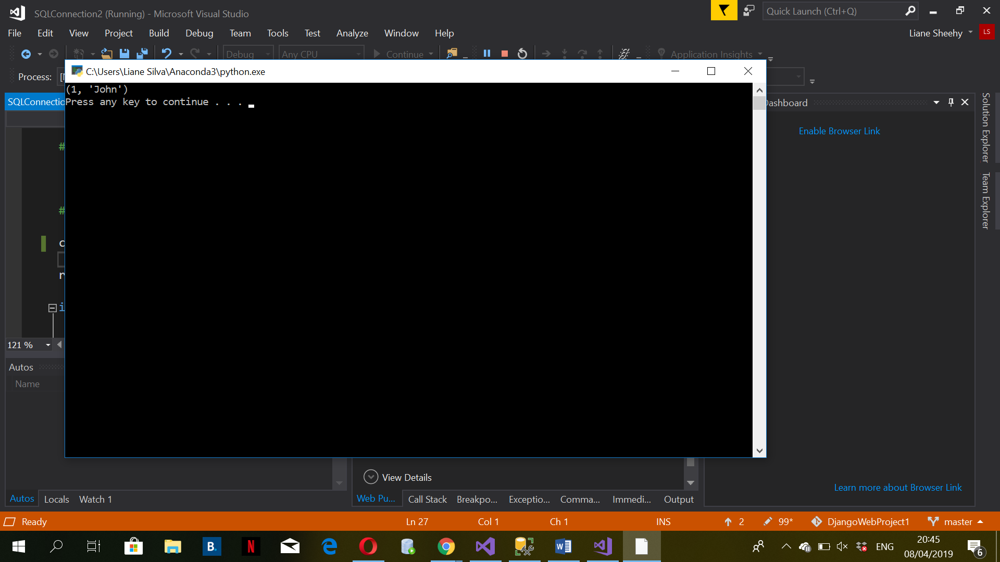 SQLConnection2 (Running) - Microsoft Visual Studio
Quick Launch (Ctrl+Q)
File Edit View Project Build Debug Team Tools Test Analyze Window Help
Liane Sheehy
LS
Debug
Any CPU
Continue
Application Insights
Process:
C:\Users\Liane Silva\Anaconda3\python.exe
(1, 'John')
Press any key to continue . . .
SQLConnectio
Dashboard
Enable Browser Link
Solution Explorer
Team Explorer
#
#
c
r
i
121 %
Autos
Name
View Details
Learn more about Browser Link
Autos Locals Watch 1
Web Pu... Call Stack Breakpo... Exceptio... Comma... Immedi... Output
Ready
Ln 27
Col 1
Ch 1
INS
2
99*
DjangoWebProject1
master
B.
N
W
ENG
20:45
08/04/2019
6